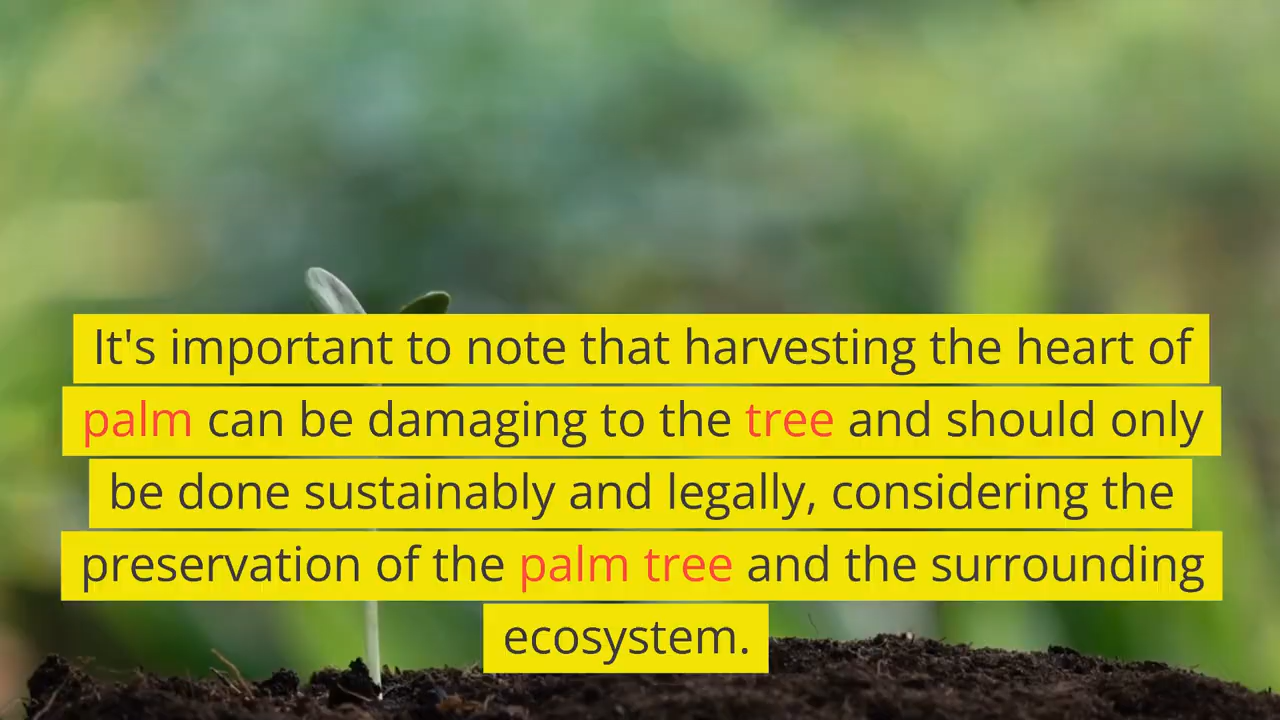 It's important to note that harvesting the heart of
palm can be damaging to the tree and should only
be done sustainably and legally, considering the
preservation of the palm tree and the surrounding
ecosystem.